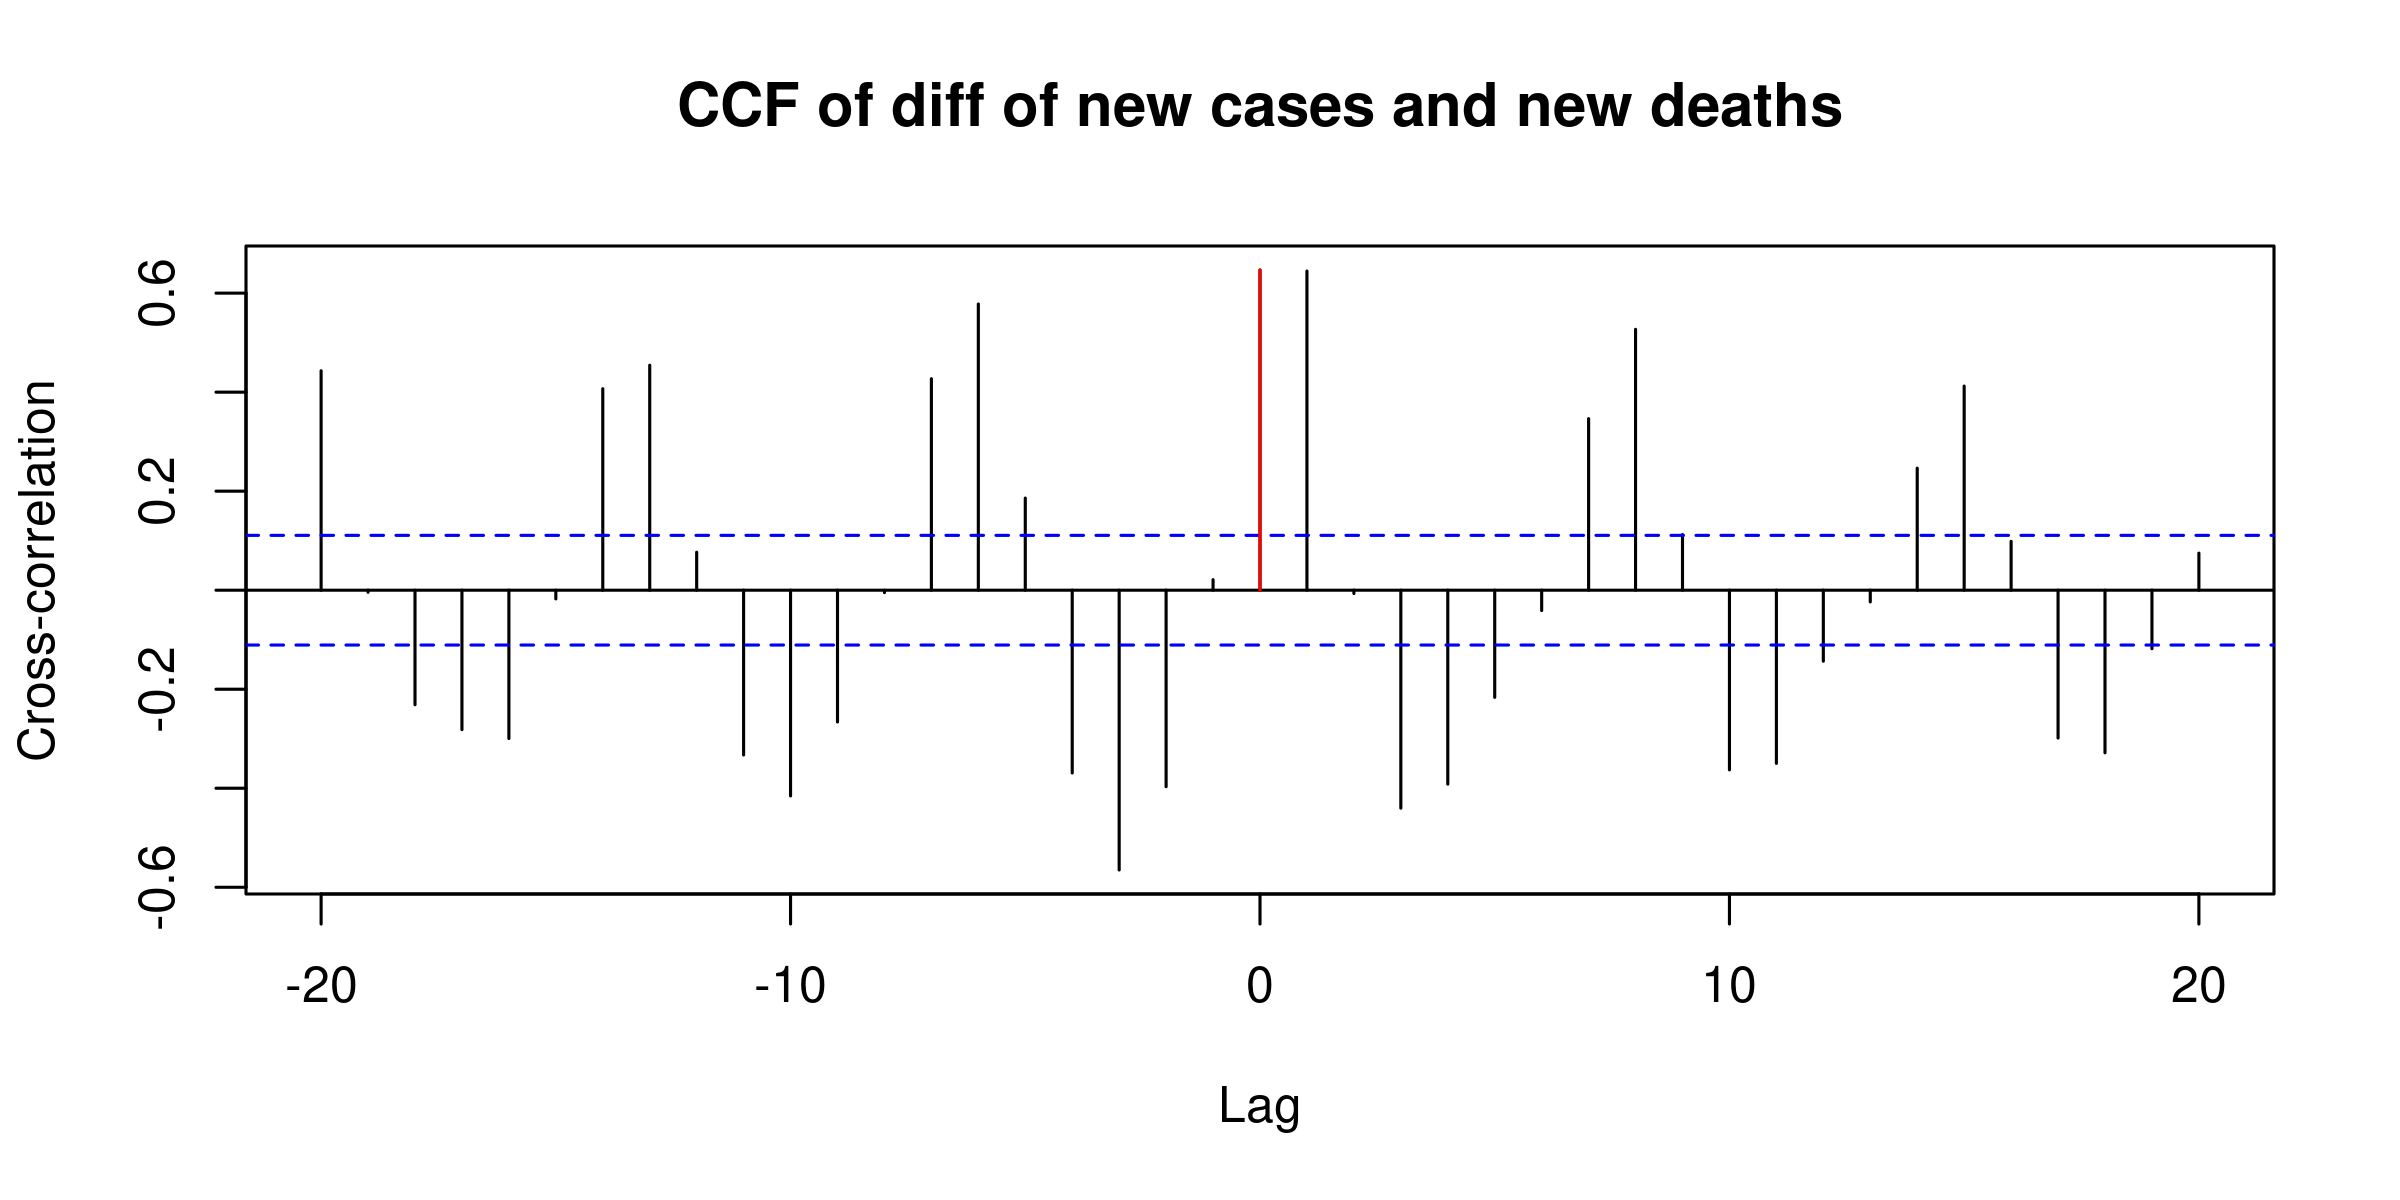 CCF of diff of new cases and new deaths
Cross-correlation
0.6
0.2
-0.2
-0.6
-20 -10 0 10 20
Lag